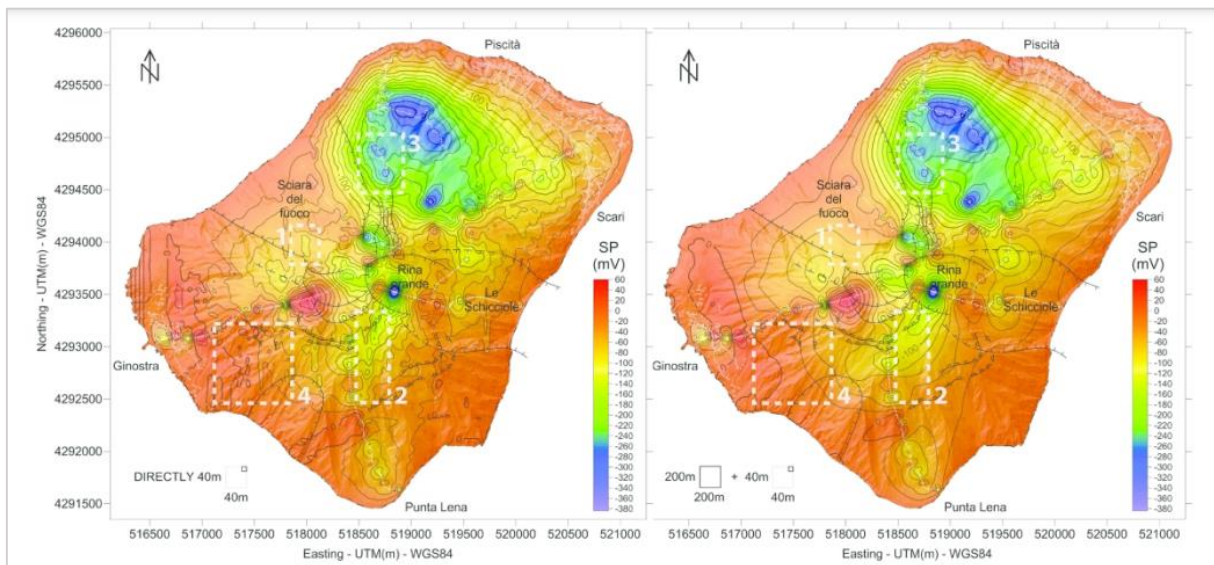 4296000
4295500
4295000
4294500
4294000
4293500
4293000
4292500
4292000
4291500
Northing - UTM(m) - WGS84
N
Piscità
3
Sciara
del
fuoco
1
Scari
Rina
grande
Le
Schicciole
Ginostra
4
2
Punta Lena
DIRECTLY 40m
40m
SP
(mV)
60
40
20
0
-20
-40
-60
-80
-100
-120
-140
-160
-180
-200
-220
-240
-260
-280
-300
-320
-340
-360
-380
516500 517000 517500 518000 518500 519000 519500 520000 520500 521000
Easting - UTM(m) - WGS84
N
Piscità
3
Sciara
del
fuoco
1
Scari
Rina
grande
Le
Schicciole
Ginostra
4
2
Punta Lena
200m + 40m
200m 40m
SP
(mV)
60
40
20
0
-20
-40
-60
-80
-100
-120
-140
-160
-180
-200
-220
-240
-260
-280
-300
-320
-340
-360
-380
516500 517000 517500 518000 518500 519000 519500 520000 520500 521000
Easting - UTM(m) - WGS84